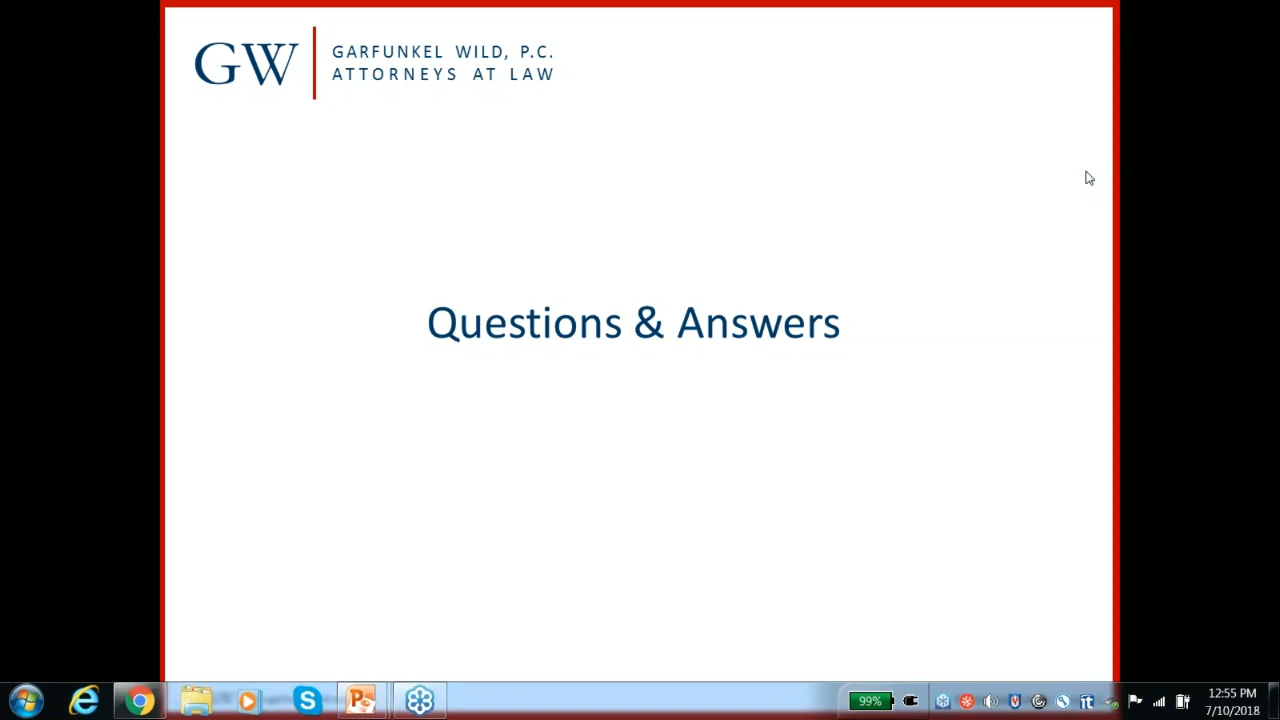 GW
GARFUNKEL WILD, P.C.
ATTORNEYS AT LAW
Questions & Answers
99%
12:55 PM
7/10/2018